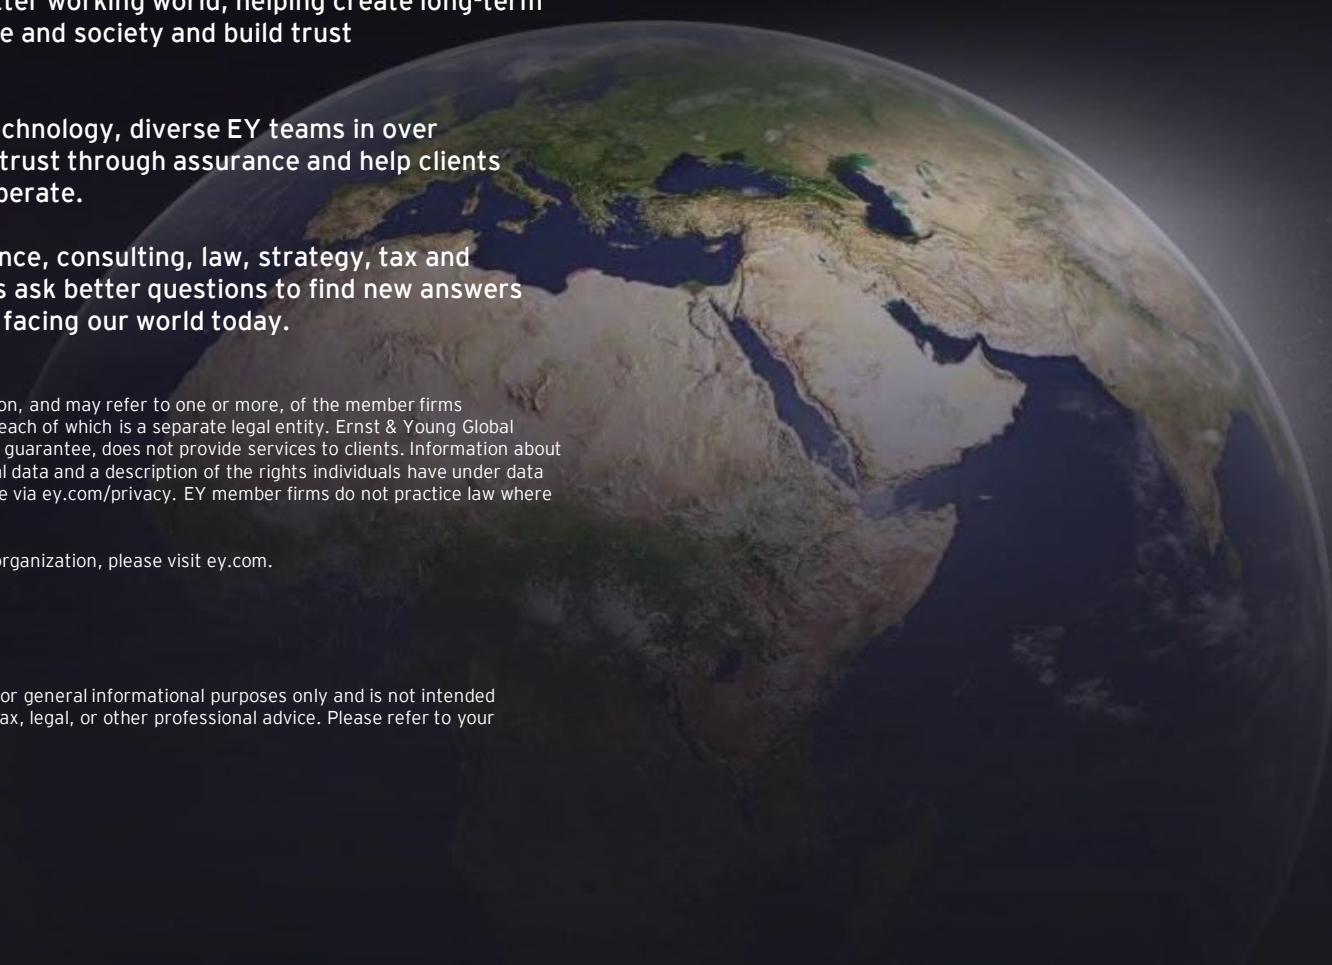 tter working world, helping create long-term
e and society and build trust
chnology, diverse EY teams in over
trust through assurance and help clients
perate.
nce, consulting, law, strategy, tax and
s ask better questions to find new answers
facing our world today.
on, and may refer to one or more, of the member firms
each of which is a separate legal entity. Ernst & Young Global
guarantee, does not provide services to clients. Information about
l data and a description of the rights individuals have under data
e via ey.com/privacy. EY member firms do not practice law where
organization, please visit ey.com.
or general informational purposes only and is not intended
ax, legal, or other professional advice. Please refer to your